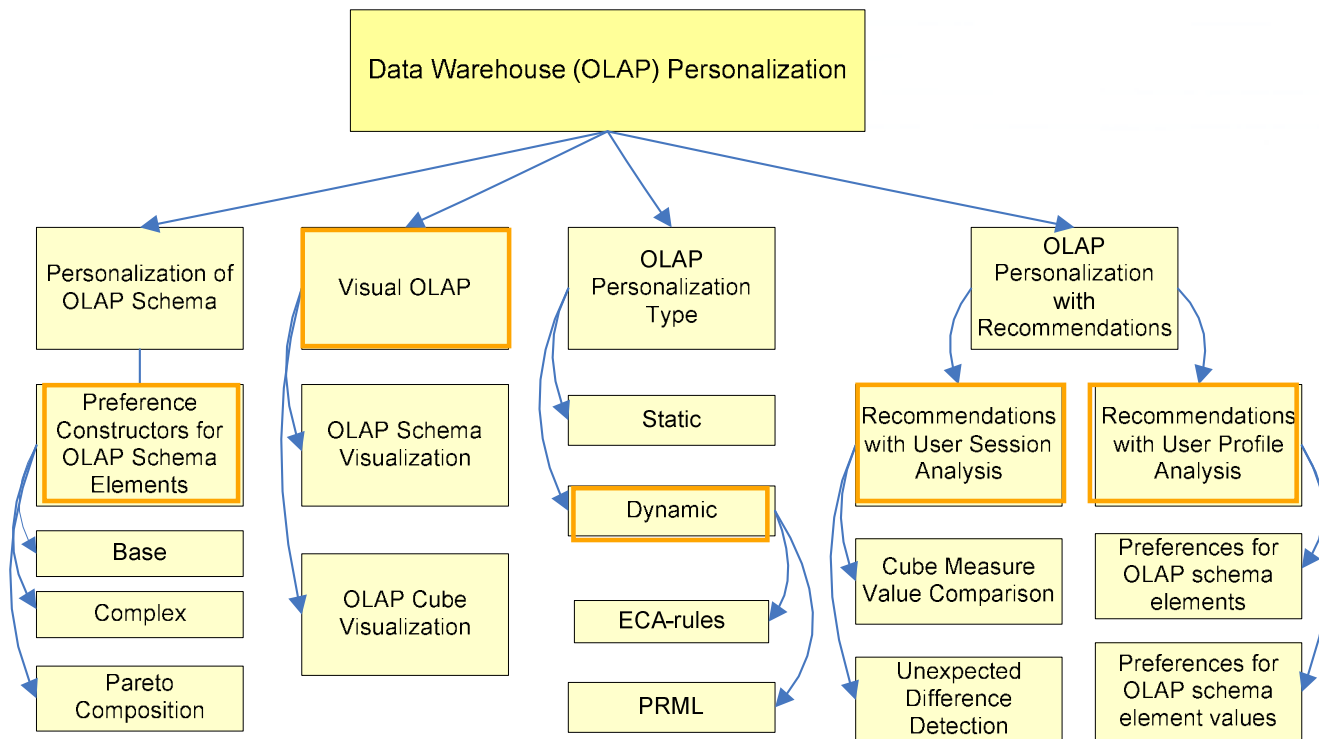 Data Warehouse (OLAP) Personalization
Personalization of
OLAP Schema
Visual OLAP
OLAP
Personalization
Type
OLAP
Personalization
with
Recommendations
Preference
Constructors for
OLAP Schema
Elements
Base
Complex
Pareto
Composition
OLAP Schema
Visualization
OLAP Cube
Visualization
Static
Dynamic
ECA-rules
PRML
Recommendations
with User Session
Analysis
Cube Measure
Value Comparison
Unexpected
Difference
Detection
Recommendations
with User Profile
Analysis
Preferences for
OLAP schema
elements
Preferences for
OLAP schema
element values